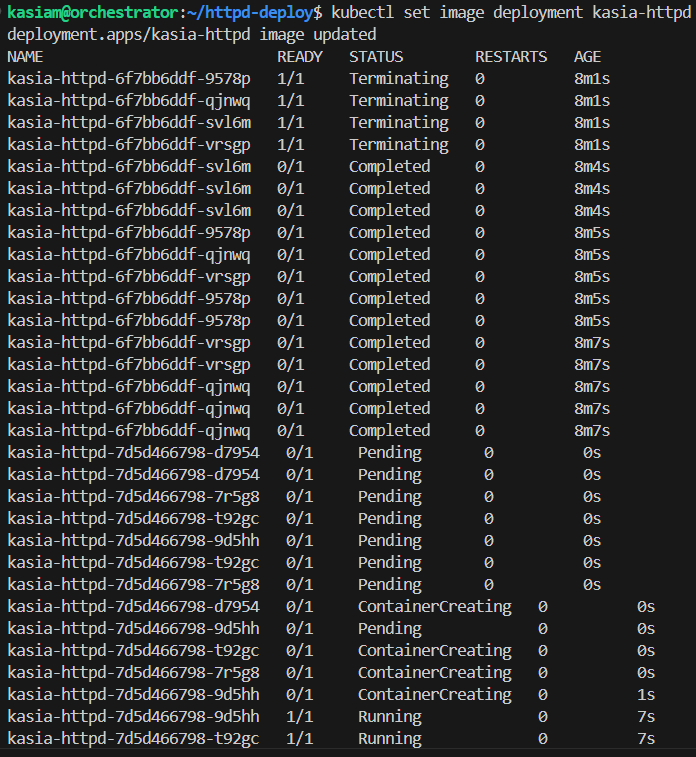 kasiam@orchestrator:~/httpd-deploy$ kubectl set image deployment kasia-httpd
deployment.apps/kasia-httpd image updated
NAME                           READY   STATUS        RESTARTS   AGE
kasia-httpd-6f7bb6ddf-9578p   1/1     Terminating   0          8m1s
kasia-httpd-6f7bb6ddf-qjnwq   1/1     Terminating   0          8m1s
kasia-httpd-6f7bb6ddf-svl6m   1/1     Terminating   0          8m1s
kasia-httpd-6f7bb6ddf-vrsgp   1/1     Terminating   0          8m1s
kasia-httpd-6f7bb6ddf-svl6m   0/1     Completed     0          8m4s
kasia-httpd-6f7bb6ddf-svl6m   0/1     Completed     0          8m4s
kasia-httpd-6f7bb6ddf-svl6m   0/1     Completed     0          8m4s
kasia-httpd-6f7bb6ddf-9578p   0/1     Completed     0          8m5s
kasia-httpd-6f7bb6ddf-qjnwq   0/1     Completed     0          8m5s
kasia-httpd-6f7bb6ddf-vrsgp   0/1     Completed     0          8m5s
kasia-httpd-6f7bb6ddf-9578p   0/1     Completed     0          8m5s
kasia-httpd-6f7bb6ddf-9578p   0/1     Completed     0          8m5s
kasia-httpd-6f7bb6ddf-vrsgp   0/1     Completed     0          8m7s
kasia-httpd-6f7bb6ddf-vrsgp   0/1     Completed     0          8m7s
kasia-httpd-6f7bb6ddf-qjnwq   0/1     Completed     0          8m7s
kasia-httpd-6f7bb6ddf-qjnwq   0/1     Completed     0          8m7s
kasia-httpd-6f7bb6ddf-qjnwq   0/1     Completed     0          8m7s
kasia-httpd-7d5d466798-d7954   0/1     Pending       0          0s
kasia-httpd-7d5d466798-d7954   0/1     Pending       0          0s
kasia-httpd-7d5d466798-7r5g8   0/1     Pending       0          0s
kasia-httpd-7d5d466798-t92gc   0/1     Pending       0          0s
kasia-httpd-7d5d466798-9d5hh   0/1     Pending       0          0s
kasia-httpd-7d5d466798-t92gc   0/1     Pending       0          0s
kasia-httpd-7d5d466798-7r5g8   0/1     Pending       0          0s
kasia-httpd-7d5d466798-d7954   0/1     ContainerCreating   0          0s
kasia-httpd-7d5d466798-9d5hh   0/1     Pending             0          0s
kasia-httpd-7d5d466798-t92gc   0/1     ContainerCreating   0          0s
kasia-httpd-7d5d466798-7r5g8   0/1     ContainerCreating   0          0s
kasia-httpd-7d5d466798-9d5hh   0/1     ContainerCreating   0          1s
kasia-httpd-7d5d466798-9d5hh   1/1     Running             0          7s
kasia-httpd-7d5d466798-t92gc   1/1     Running             0          7s